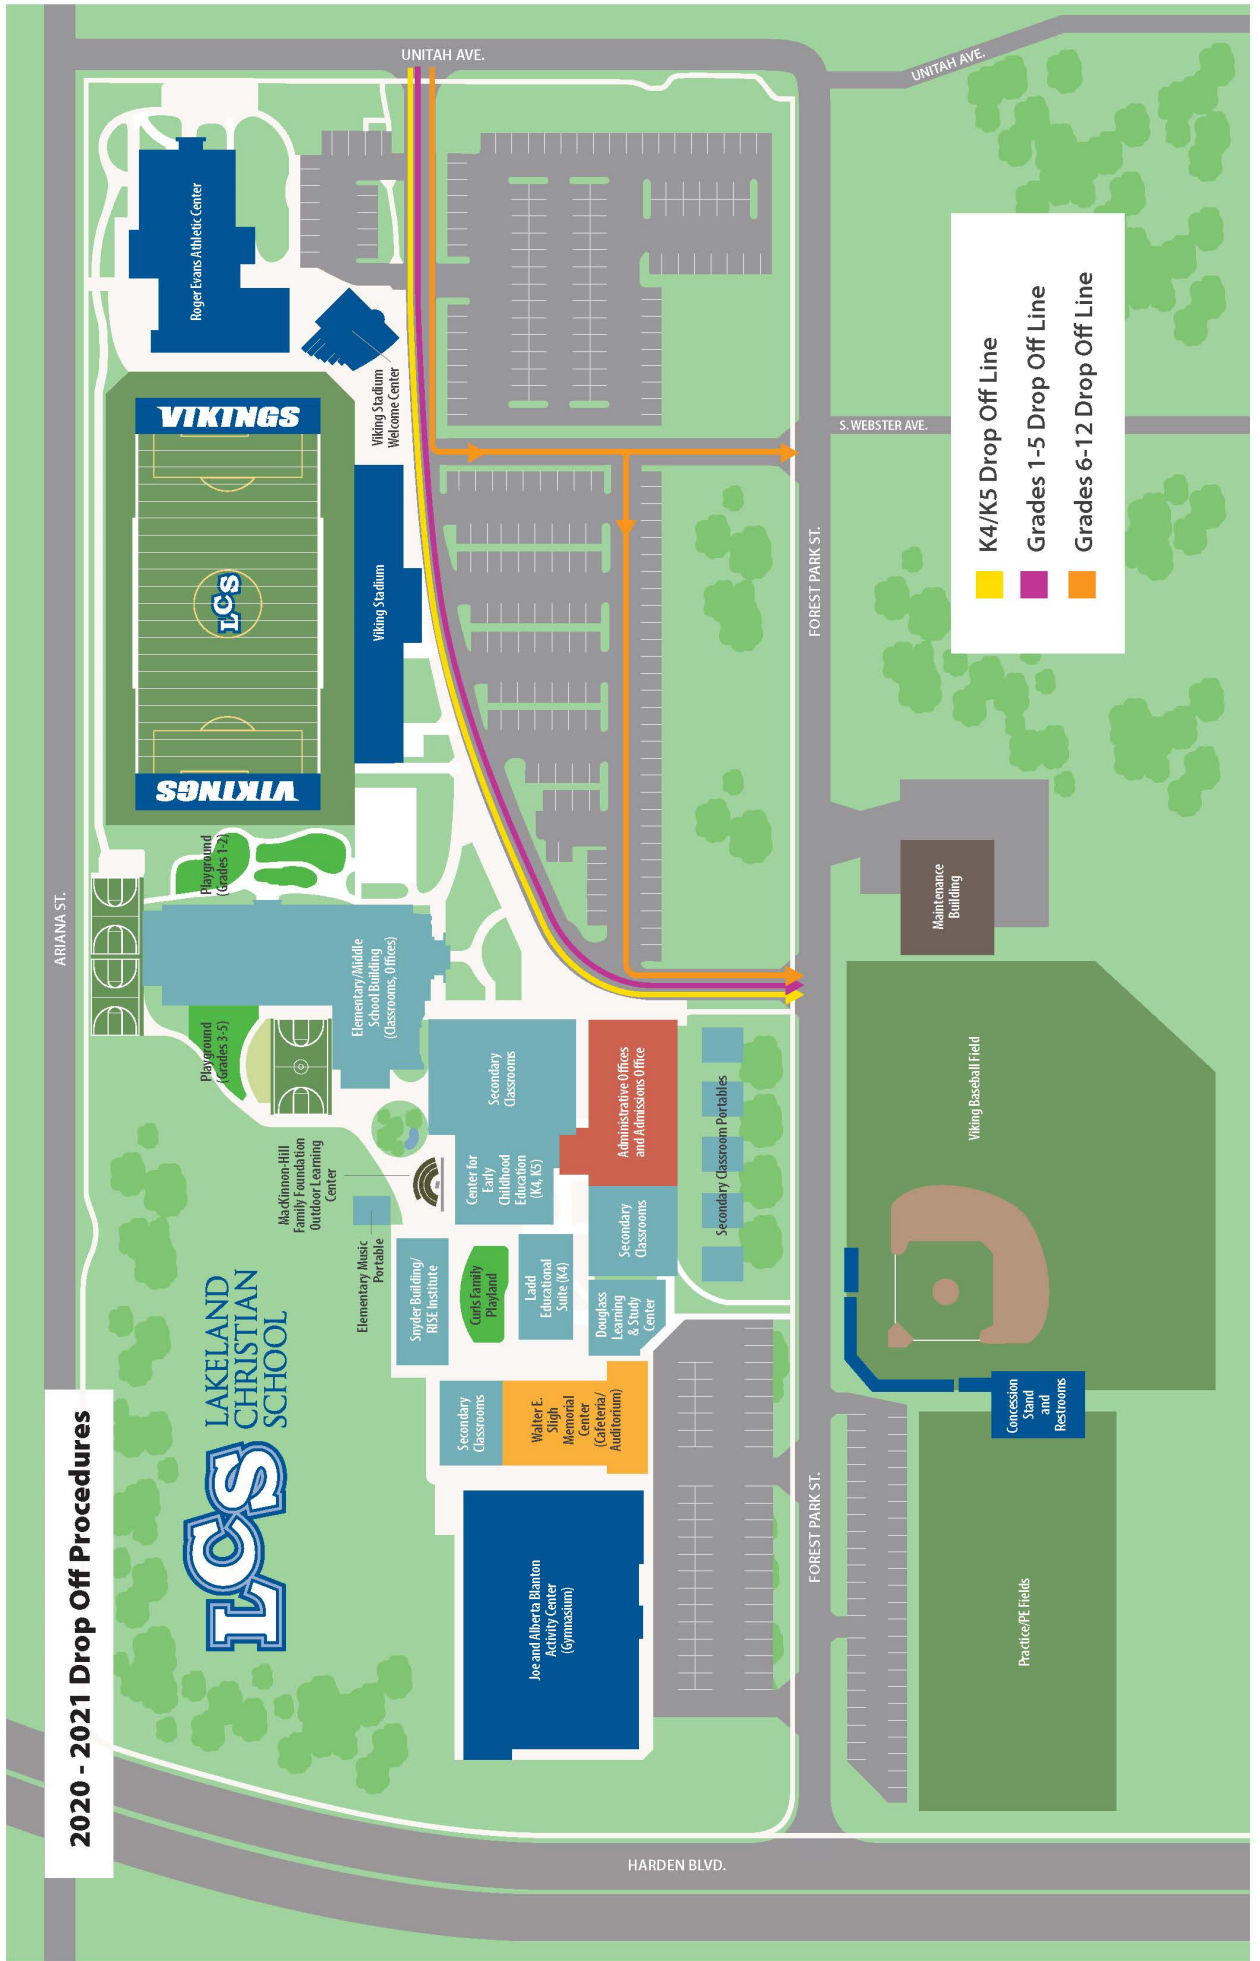 2020 - 2021 Drop Off Procedures
LCS
LAKELAND
CHRISTIAN
SCHOOL
ARIANA ST.
UNITAH AVE.
UNITAH AVE.
S. WEBSTER AVE.
FOREST PARK ST.
FOREST PARK ST.
HARDEN BLVD.
Roger Evans Athletic Center
Viking Stadium
Welcome Center
VIKINGS
LCS
VIKINGS
Viking Stadium
Playground
(Grades 1-2)
Playground
(Grades 3-5)
Elementary/Middle
School Building
(Classrooms, Offices)
MacKinnon-Hill
Family Foundation
Outdoor Learning
Center
Elementary Music
Portable
Secondary
Classrooms
Center for
Early
Childhood
Education
(K4, K5)
Administrative Offices
and Admissions Office
Secondary
Classrooms
Secondary Classroom Portables
Snyder Building/
RISE Institute
Curls Family
Playland
Ladd
Educational
Suite (K4)
Douglass
Learning
& Study
Center
Secondary
Classrooms
Walter E.
Sligh
Memorial
Center
(Cafeteria/
Auditorium)
Joe and Alberta Blanton
Activity Center
(Gymnasium)
Maintenance
Building
Viking Baseball Field
Concession
Stand
and
Restrooms
Practice/PE Fields
K4/K5 Drop Off Line
Grades 1-5 Drop Off Line
Grades 6-12 Drop Off Line